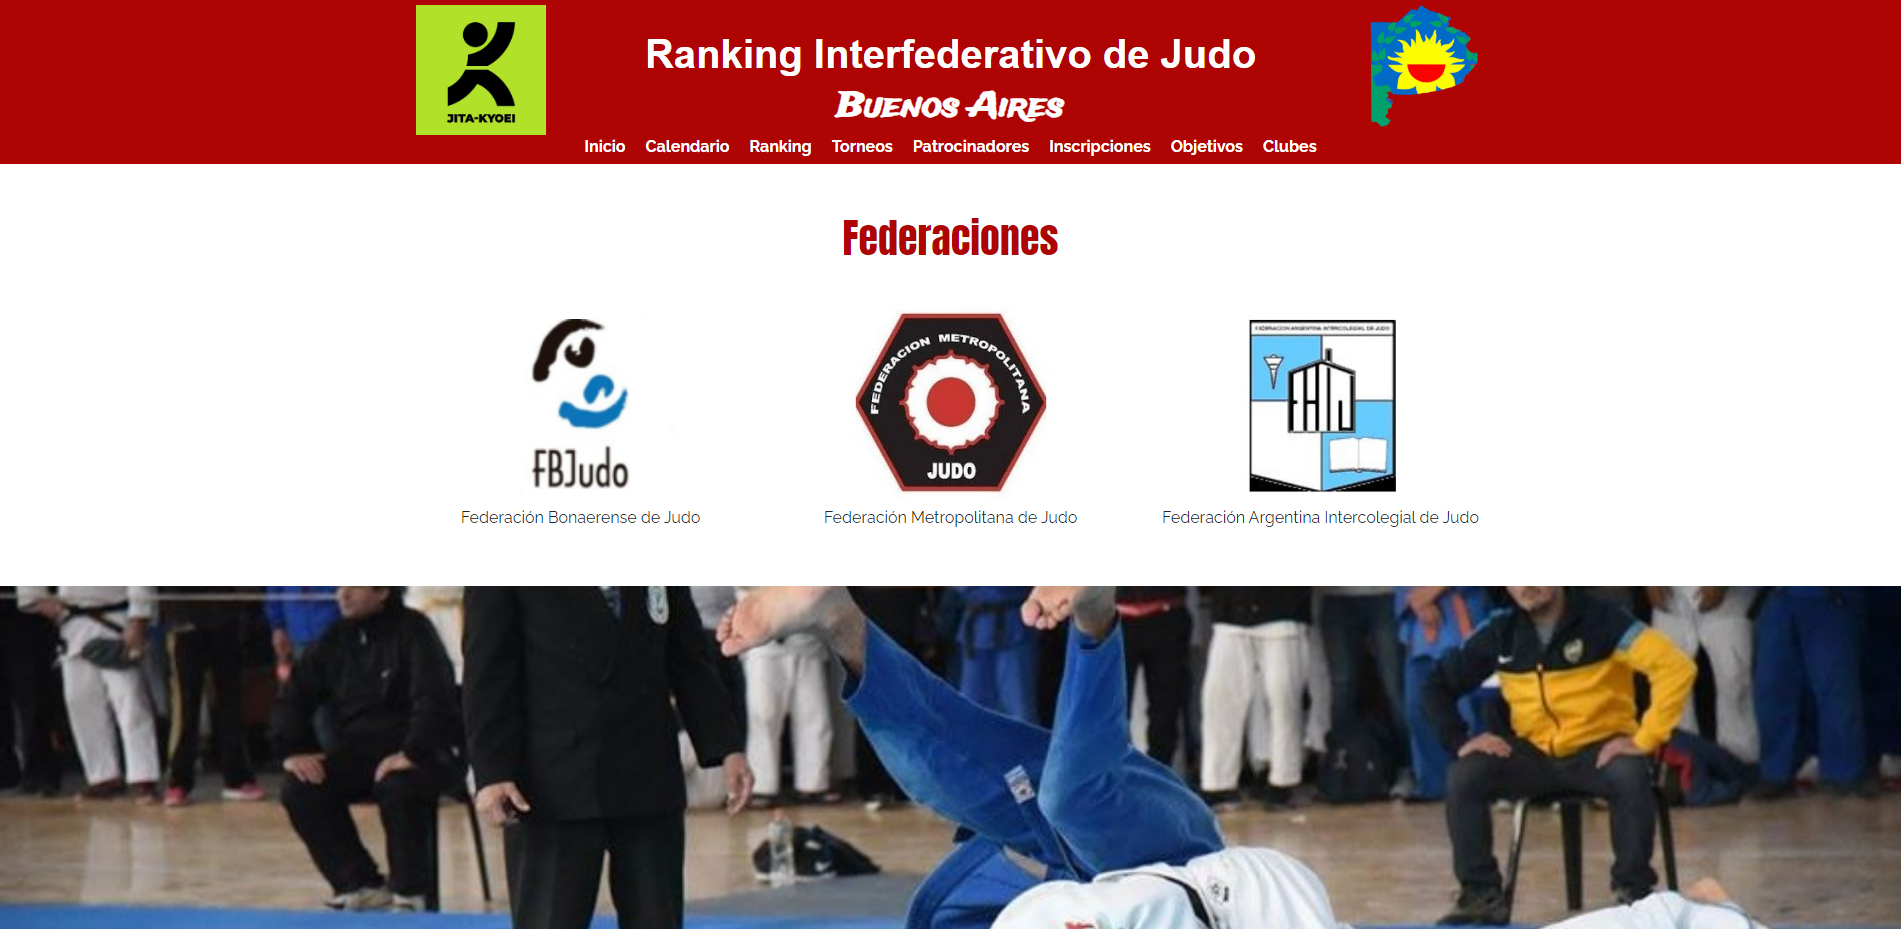 JITA-KYOEI
Ranking Interfederativo de Judo
BUENOS AIRES
Inicio Calendario Ranking Torneos Patrocinadores Inscripciones Objetivos Clubes
Federaciones
FBJudo
FEDERACION METROPOLITANA
JUDO
FEDERACION ARGENTINA INTERCOLEGIAL DE JUDO
FAIJ
Federación Bonaerense de Judo
Federación Metropolitana de Judo
Federación Argentina Intercolegial de Judo